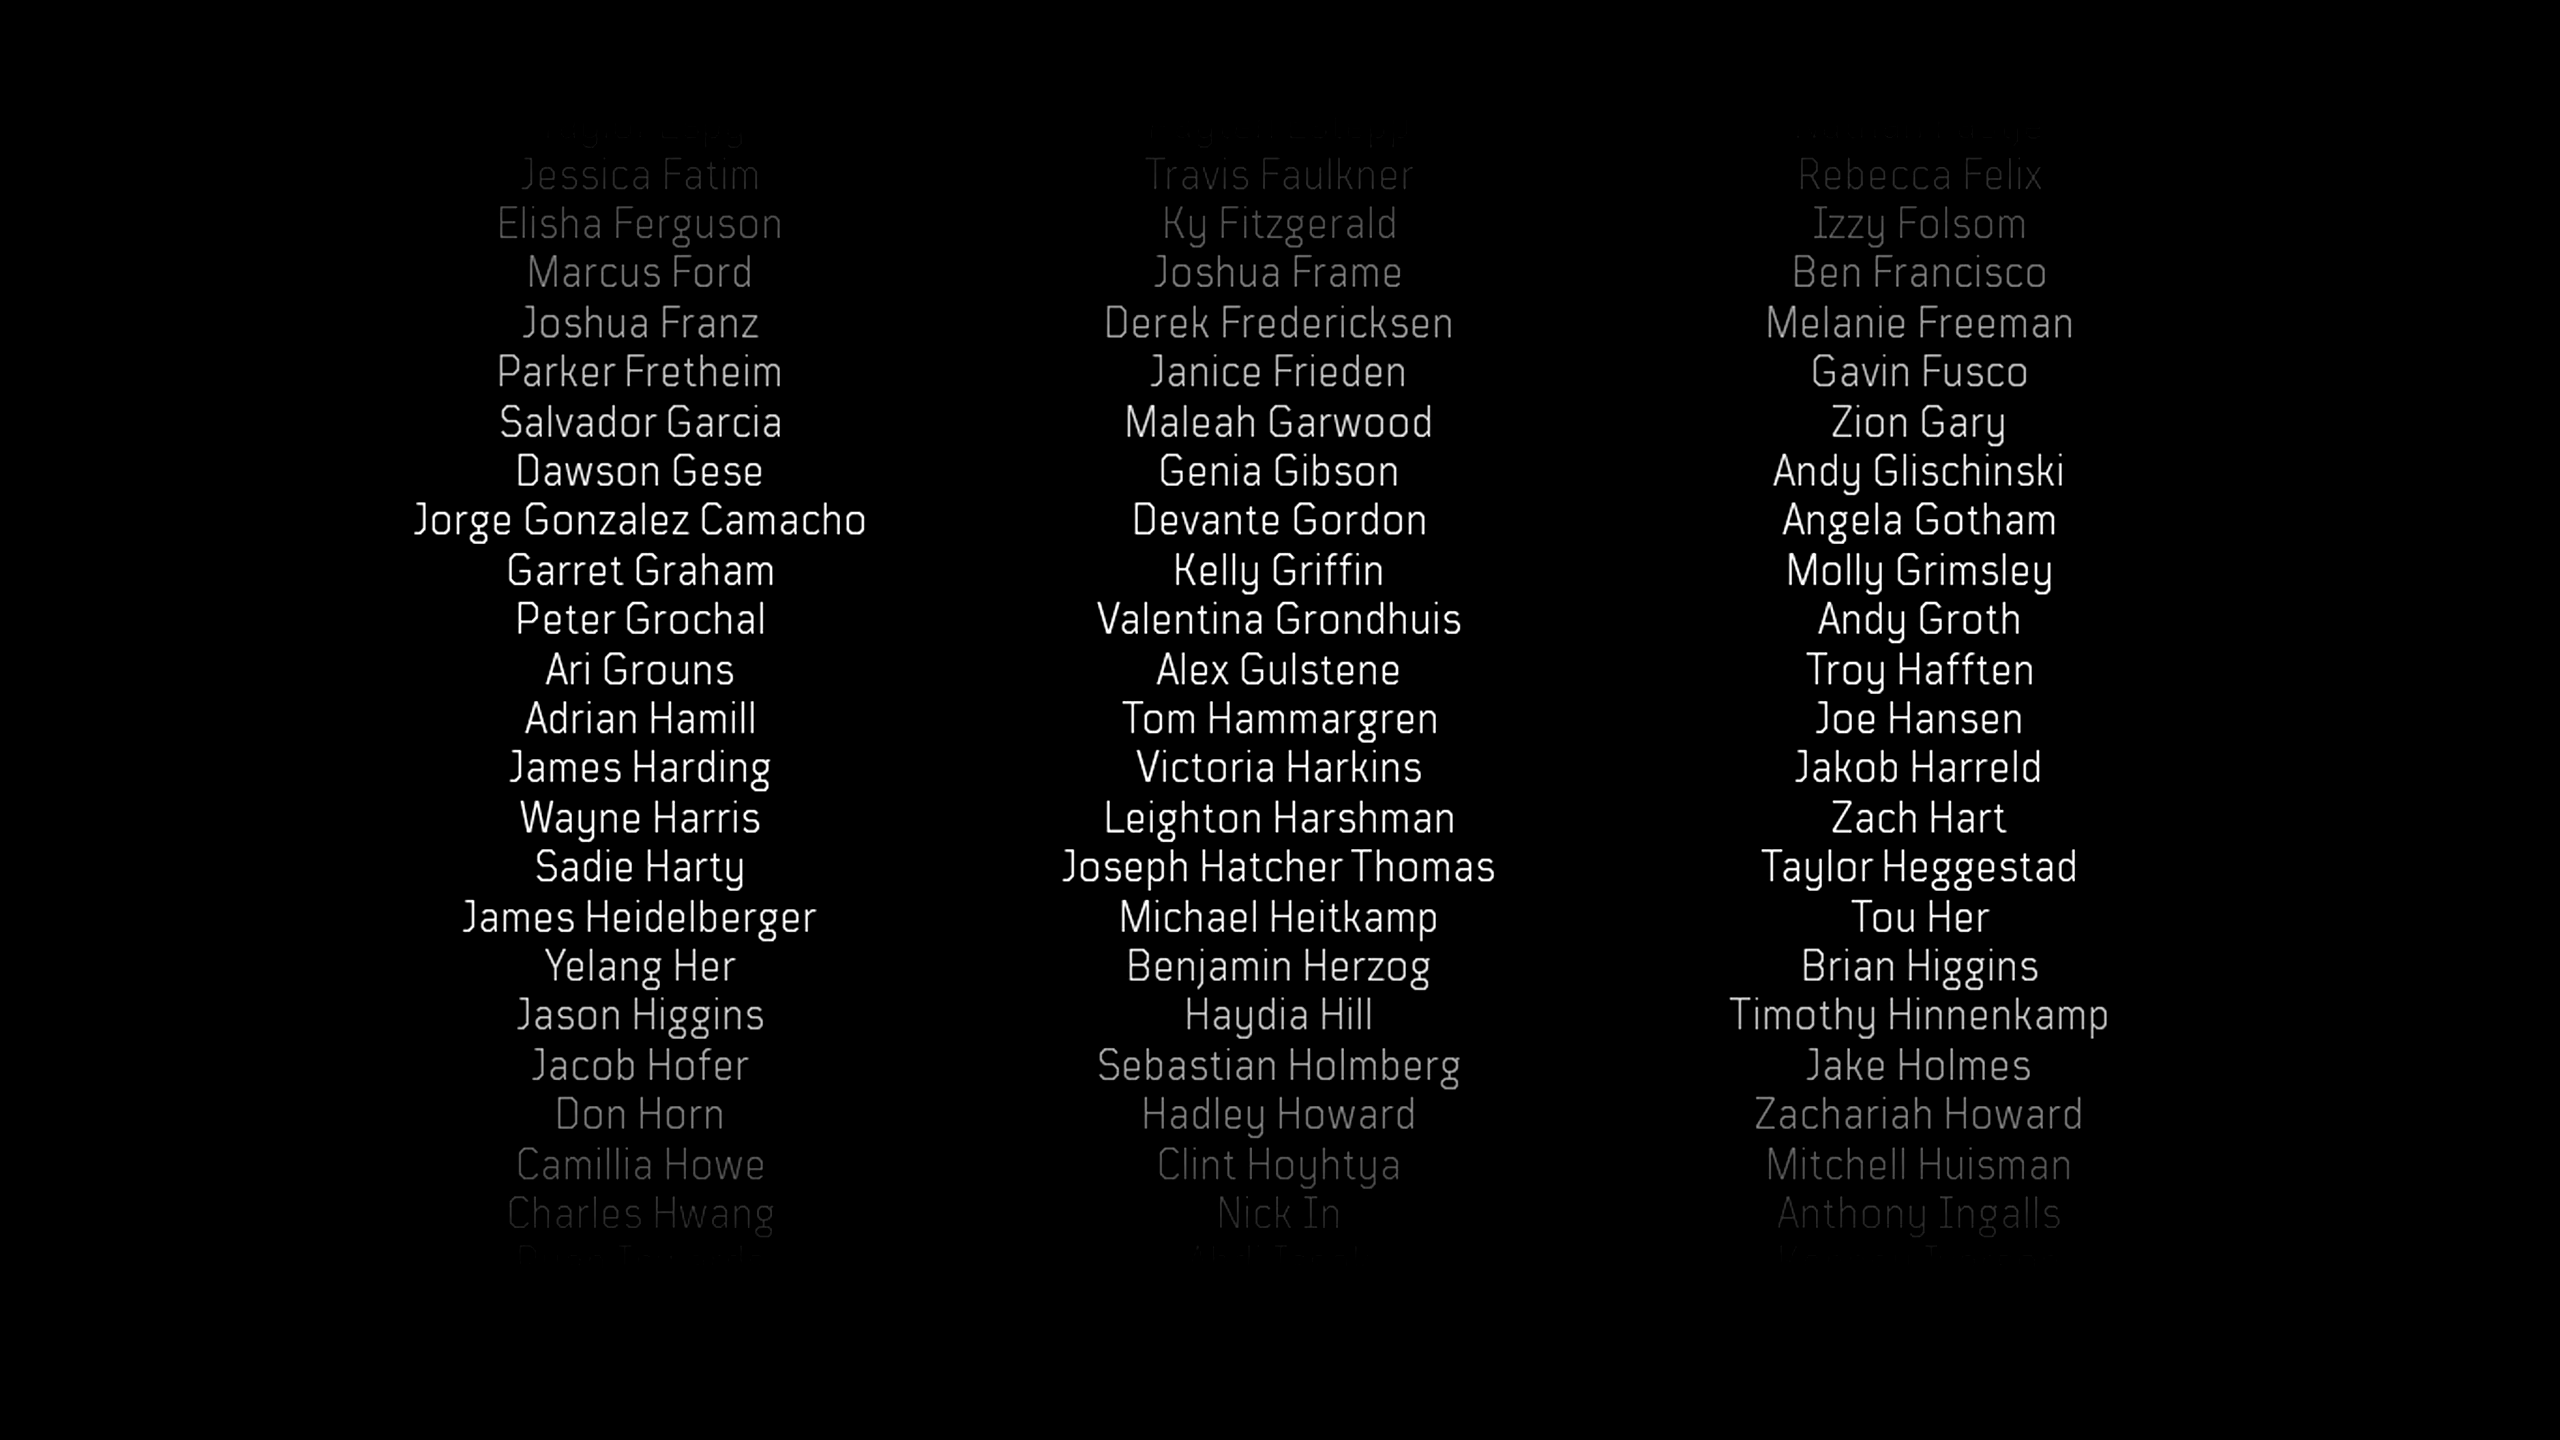 Jessica Fatim Travis Faulkner Rebecca Felix
Elisha Ferguson Ky Fitzgerald Izzy Folsom
Marcus Ford Joshua Frame Ben Francisco
Joshua Franz Derek Fredericksen Melanie Freeman
Parker Fretheim Janice Frieden Gavin Fusco
Salvador Garcia Maleah Garwood Zion Gary
Dawson Gese Genia Gibson Andy Glischinski
Jorge Gonzalez Camacho Devante Gordon Angela Gotham
Garret Graham Kelly Griffin Molly Grimsley
Peter Grochal Valentina Grondhuis Andy Groth
Ari Grouns Alex Gulstene Troy Hafften
Adrian Hamill Tom Hammargren Joe Hansen
James Harding Victoria Harkins Jakob Harreld
Wayne Harris Leighton Harshman Zach Hart
Sadie Harty Joseph Hatcher Thomas Taylor Heggestad
James Heidelberger Michael Heitkamp Tou Her
Yelang Her Benjamin Herzog Brian Higgins
Jason Higgins Haydia Hill Timothy Hinnenkamp
Jacob Hofer Sebastian Holmberg Jake Holmes
Don Horn Hadley Howard Zachariah Howard
Camillia Howe Clint Hoyhtya Mitchell Huisman
Charles Hwang Nick In Anthony Ingalls